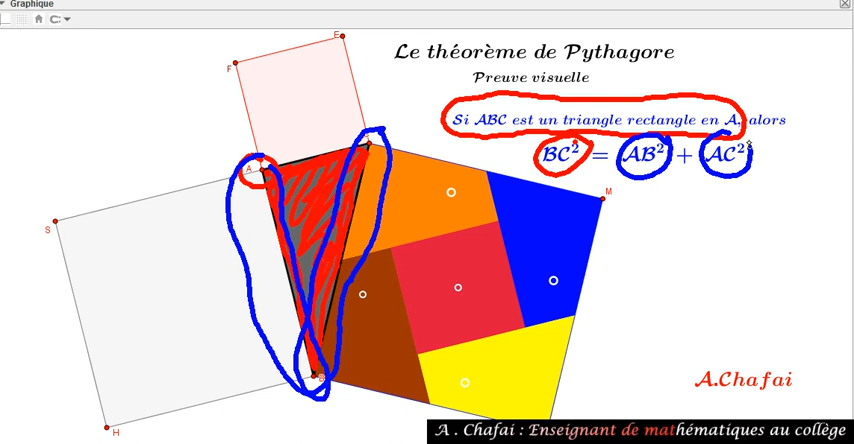 Graphique
E
Le théorème de Pythagore
F
Preuve visuelle
Si ABC est un triangle rectangle en A, alors
BC² = AB² + AC²
A
M
S
A.Chafai
H
A . Chafai : Enseignant de mathématiques au collège